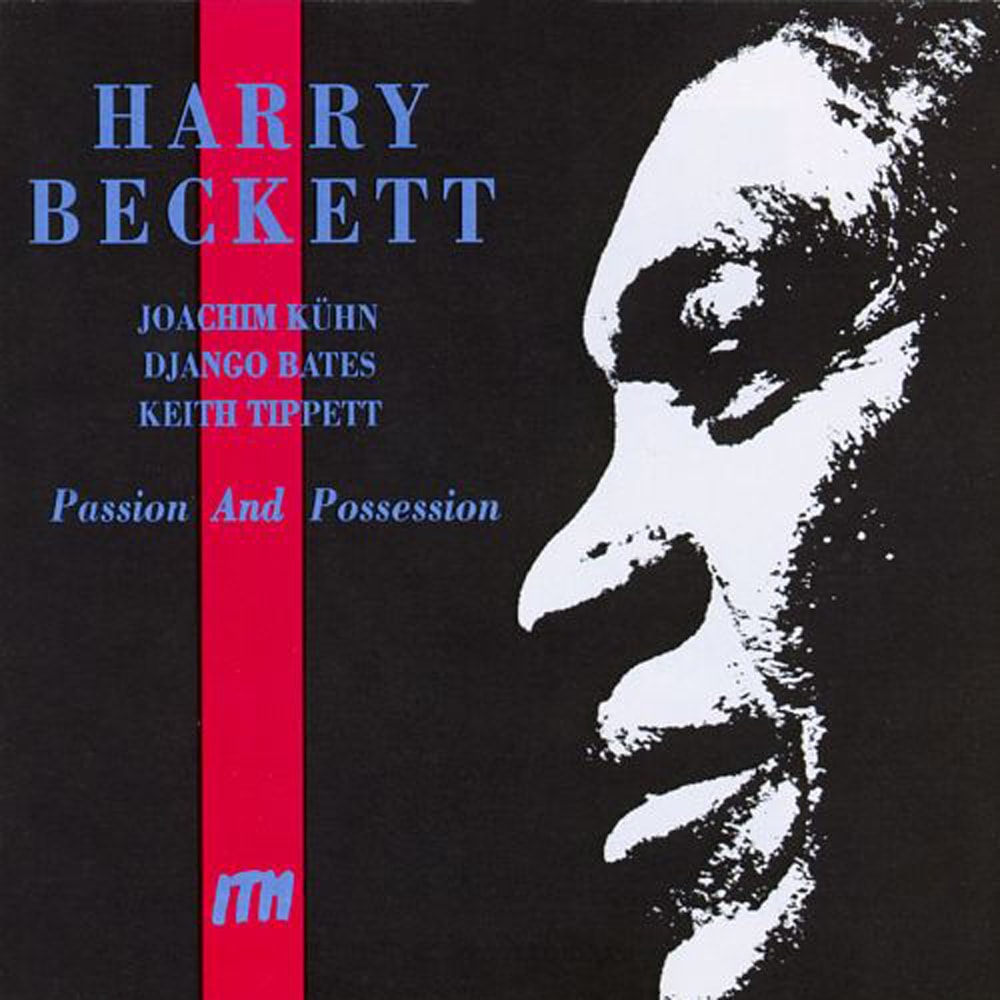 HARRY
BECKETT
JOACHIM KÜHN
DJANGO BATES
KEITH TIPPETT
Passion And Possession
ITM